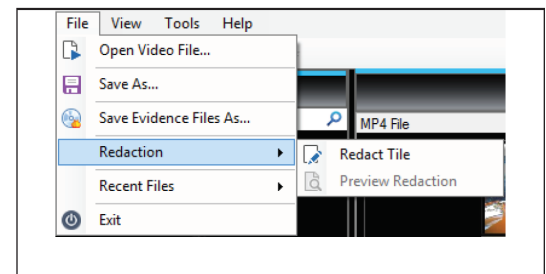 File View Tools Help
Open Video File...
Save As...
Save Evidence Files As...
MP4 File
Redaction
Redact Tile
Recent Files
Preview Redaction
Exit